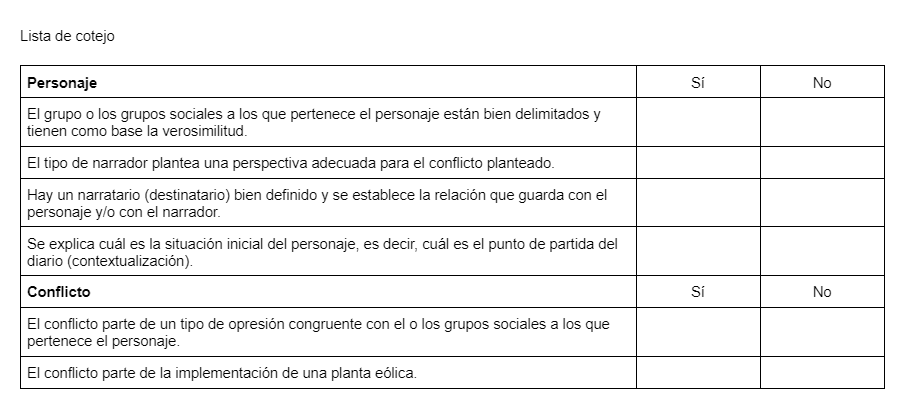 Lista de cotejo
Personaje Sí No
El grupo o los grupos sociales a los que pertenece el personaje están bien delimitados y
tienen como base la verosimilitud.
El tipo de narrador plantea una perspectiva adecuada para el conflicto planteado.
Hay un narratario (destinatario) bien definido y se establece la relación que guarda con el
personaje y/o con el narrador.
Se explica cuál es la situación inicial del personaje, es decir, cuál es el punto de partida del
diario (contextualización).
Conflicto Sí No
El conflicto parte de un tipo de opresión congruente con el o los grupos sociales a los que
pertenece el personaje.
El conflicto parte de la implementación de una planta eólica.